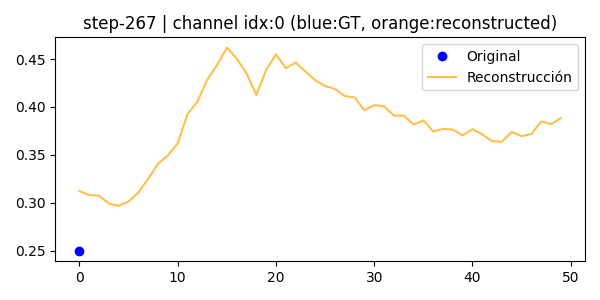 step-267 | channel idx:0 (blue:GT, orange:reconstructed)
Original
Reconstrucción
0.45
0.40
0.35
0.30
0.25
0 10 20 30 40 50